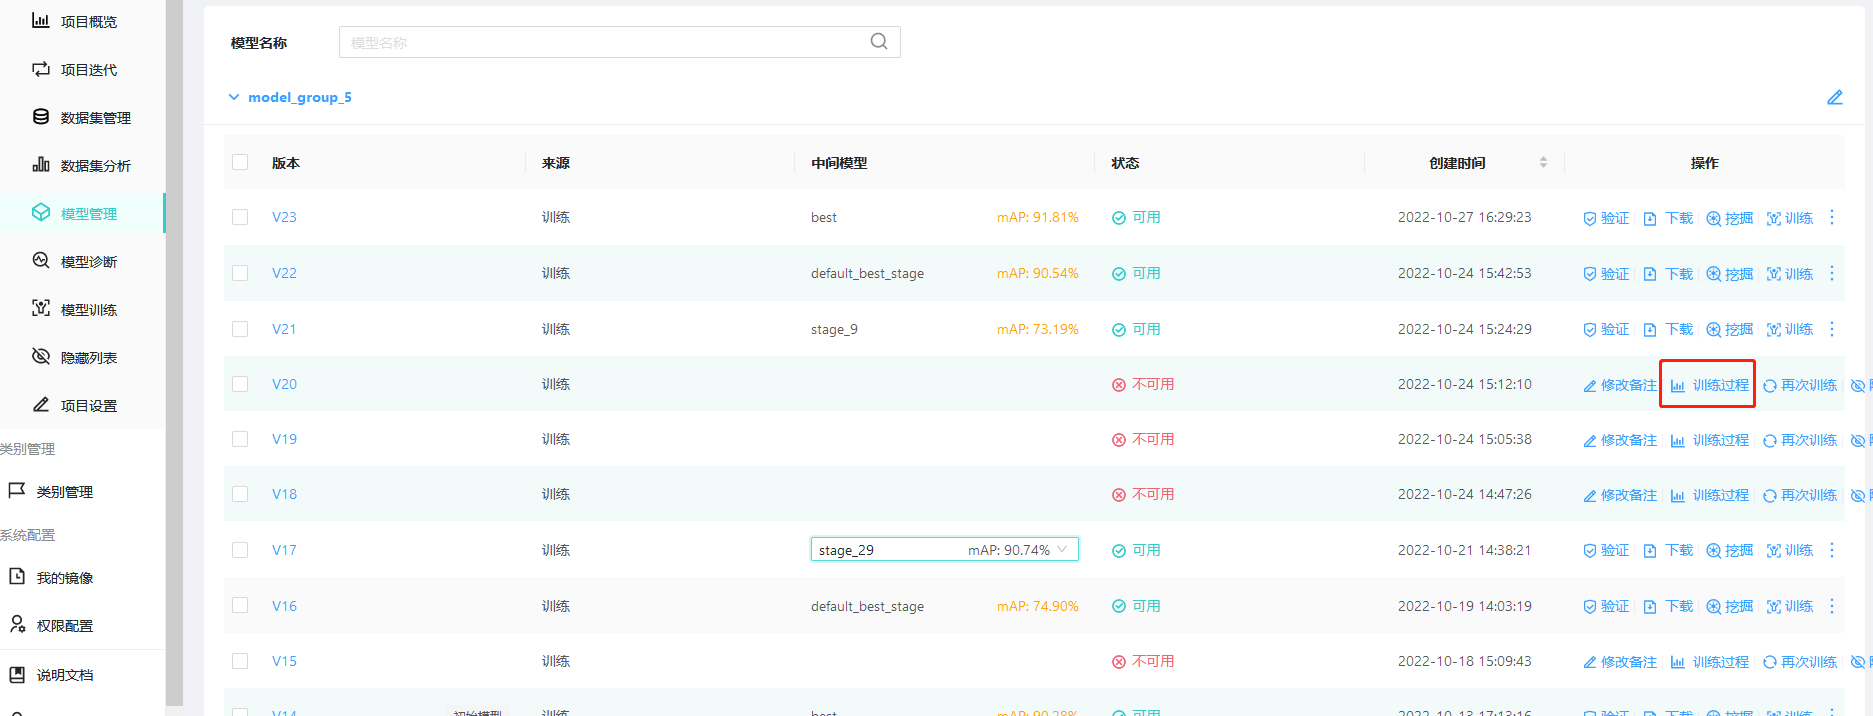 项目概览
项目迭代
数据集管理
数据集分析
模型管理
模型诊断
模型训练
隐藏列表
项目设置
类别管理
类别管理
系统配置
我的镜像
权限配置
说明文档
模型名称 模型名称
model_group_5
版本 来源 中间模型 状态 创建时间 操作
V23 训练 best mAP: 91.81% 可用 2022-10-27 16:29:23 验证 下载 挖掘 训练
V22 训练 default_best_stage mAP: 90.54% 可用 2022-10-24 15:42:53 验证 下载 挖掘 训练
V21 训练 stage_9 mAP: 73.19% 可用 2022-10-24 15:24:29 验证 下载 挖掘 训练
V20 训练 不可用 2022-10-24 15:12:10 修改备注 训练过程 再次训练
V19 训练 不可用 2022-10-24 15:05:38 修改备注 训练过程 再次训练
V18 训练 不可用 2022-10-24 14:47:26 修改备注 训练过程 再次训练
V17 训练 stage_29 mAP: 90.74% 可用 2022-10-21 14:38:21 验证 下载 挖掘 训练
V16 训练 default_best_stage mAP: 74.90% 可用 2022-10-19 14:03:19 验证 下载 挖掘 训练
V15 训练 不可用 2022-10-18 15:09:43 修改备注 训练过程 再次训练
V14 初始模型 训练 best mAP: 90.28% 可用 2022-10-13 17:13:16 验证 下载 挖掘 训练